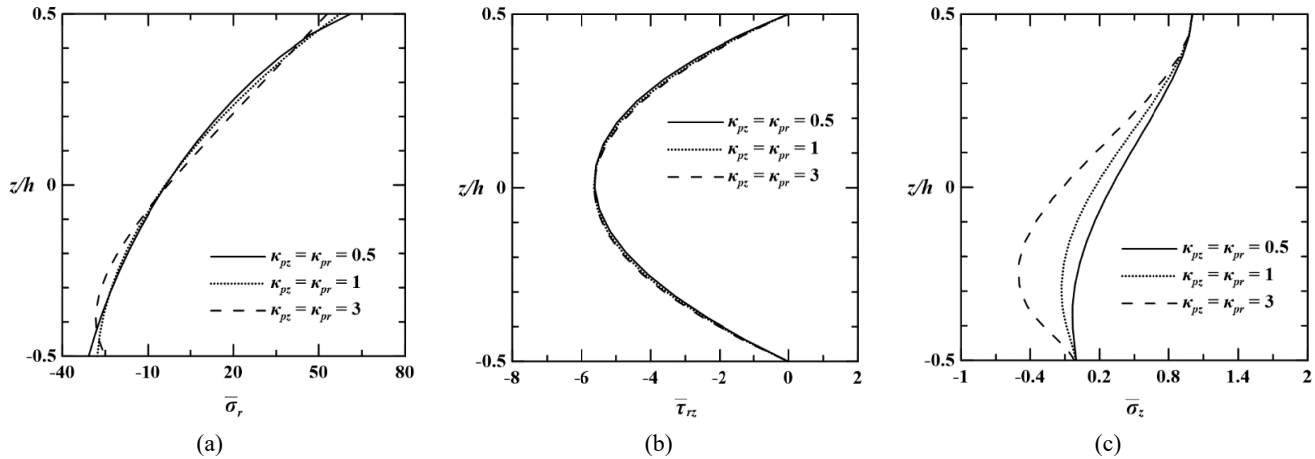 0.5
z/h 0
-0.5
-40 -10 20 50 80
κpz = κpr = 0.5
κpz = κpr = 1
κpz = κpr = 3
σ̅r
(a)
0.5
z/h 0
-0.5
-8 -6 -4 -2 0 2
κpz = κpr = 0.5
κpz = κpr = 1
κpz = κpr = 3
τ̅rz
(b)
0.5
z/h 0
-0.5
-1 -0.4 0.2 0.8 1.4 2
κpz = κpr = 0.5
κpz = κpr = 1
κpz = κpr = 3
σ̅z
(c)